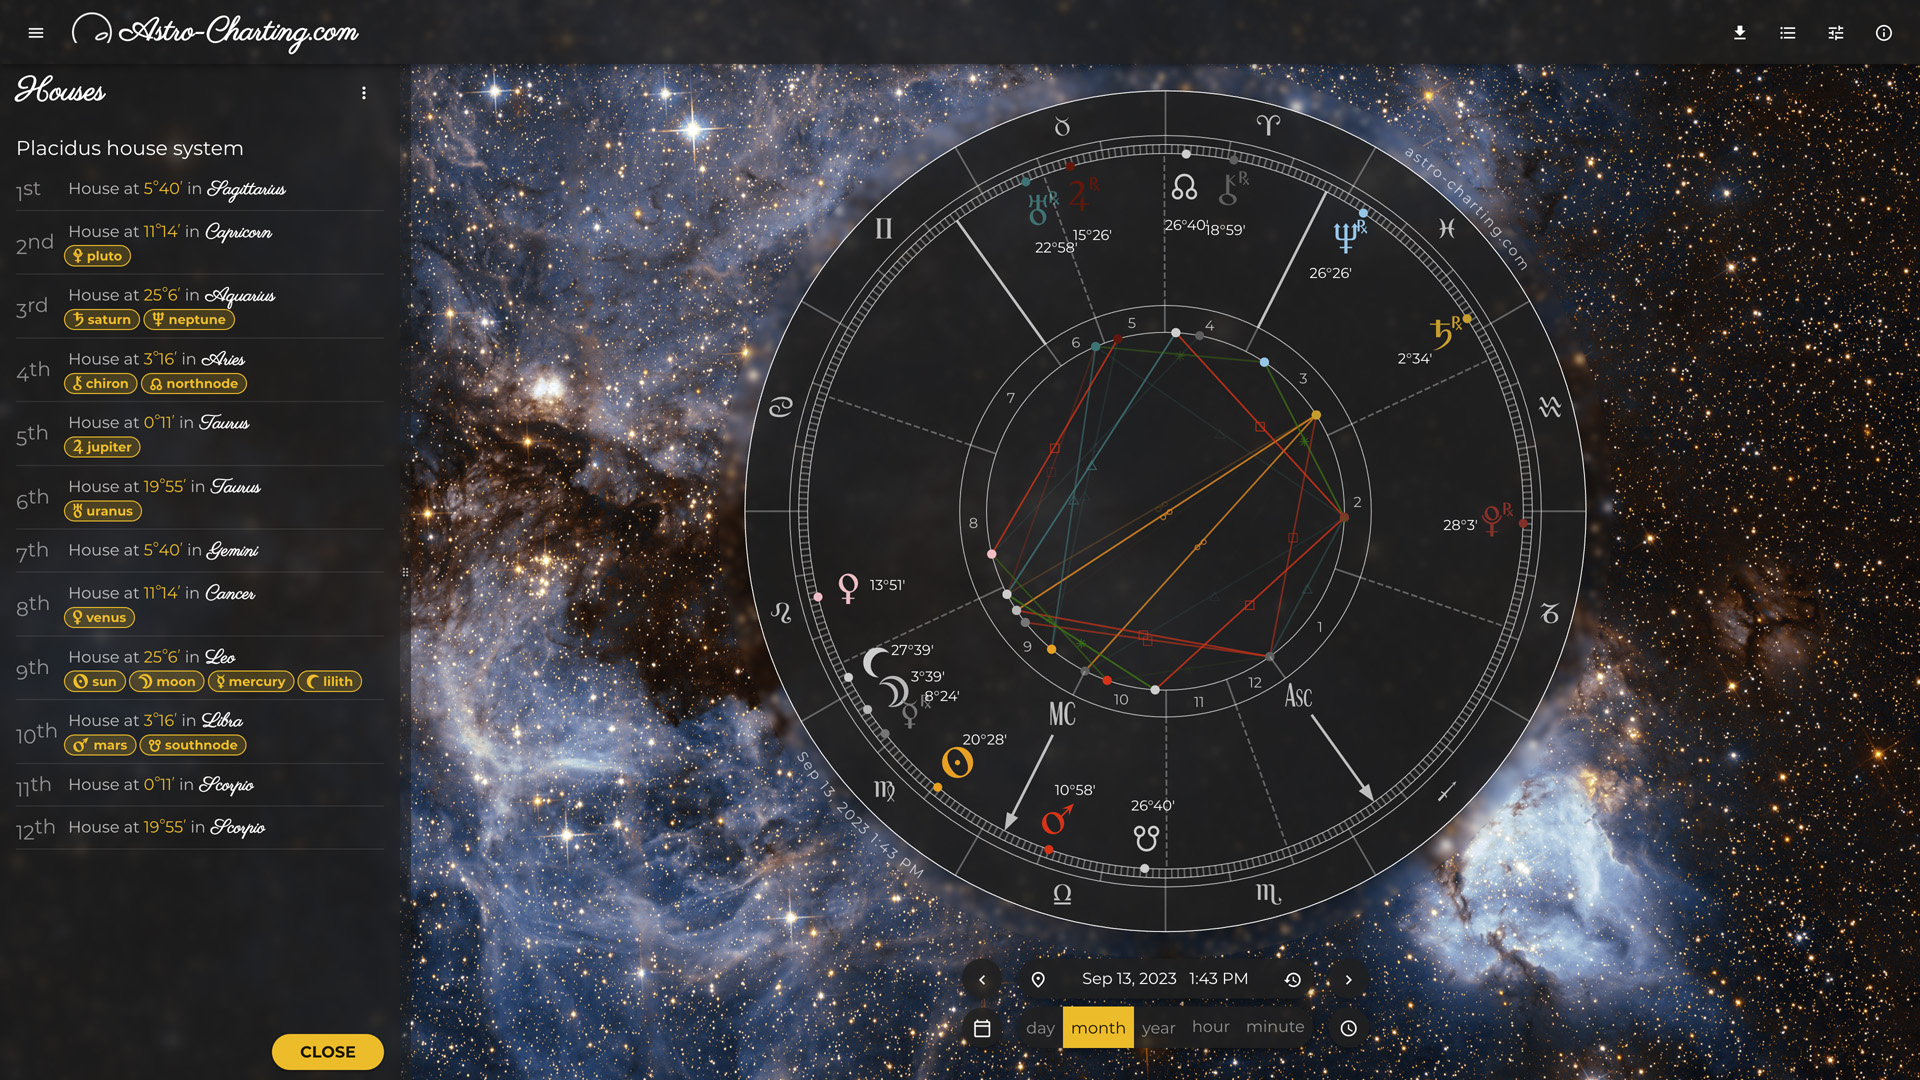 Astro-Charting.com
Houses
Placidus house system
1st House at 5°40' in Sagittarius
2nd House at 11°14' in Capricorn
pluto
3rd House at 25°6' in Aquarius
saturn neptune
4th House at 3°16' in Aries
chiron northnode
5th House at 0°11' in Taurus
jupiter
6th House at 19°55' in Taurus
uranus
7th House at 5°40' in Gemini
8th House at 11°14' in Cancer
venus
9th House at 25°6' in Leo
sun moon mercury lilith
10th House at 3°16' in Libra
mars southnode
11th House at 0°11' in Scorpio
12th House at 19°55' in Scorpio
CLOSE
♉ ♈
astro-charting.com
♊ ♓
♅℞ ♃℞ ☊ ⚷℞ ♆℞
22°58' 15°26' 26°40' 18°59'
26°26'
♄℞
2°34'
♋ ♒
5 4
6 3
7
8 2
28°3' ♇℞
♀ 13°51'
♌ ♑
9 1
10 11 12
27°39'
3°39'
8°24'
☿℞
MC Asc
20°28'
♍ ♐
10°58' 26°40'
♂ ☋
♎ ♏
Sep 13, 2023 1:43 PM
Sep 13, 2023 1:43 PM
day month year hour minute